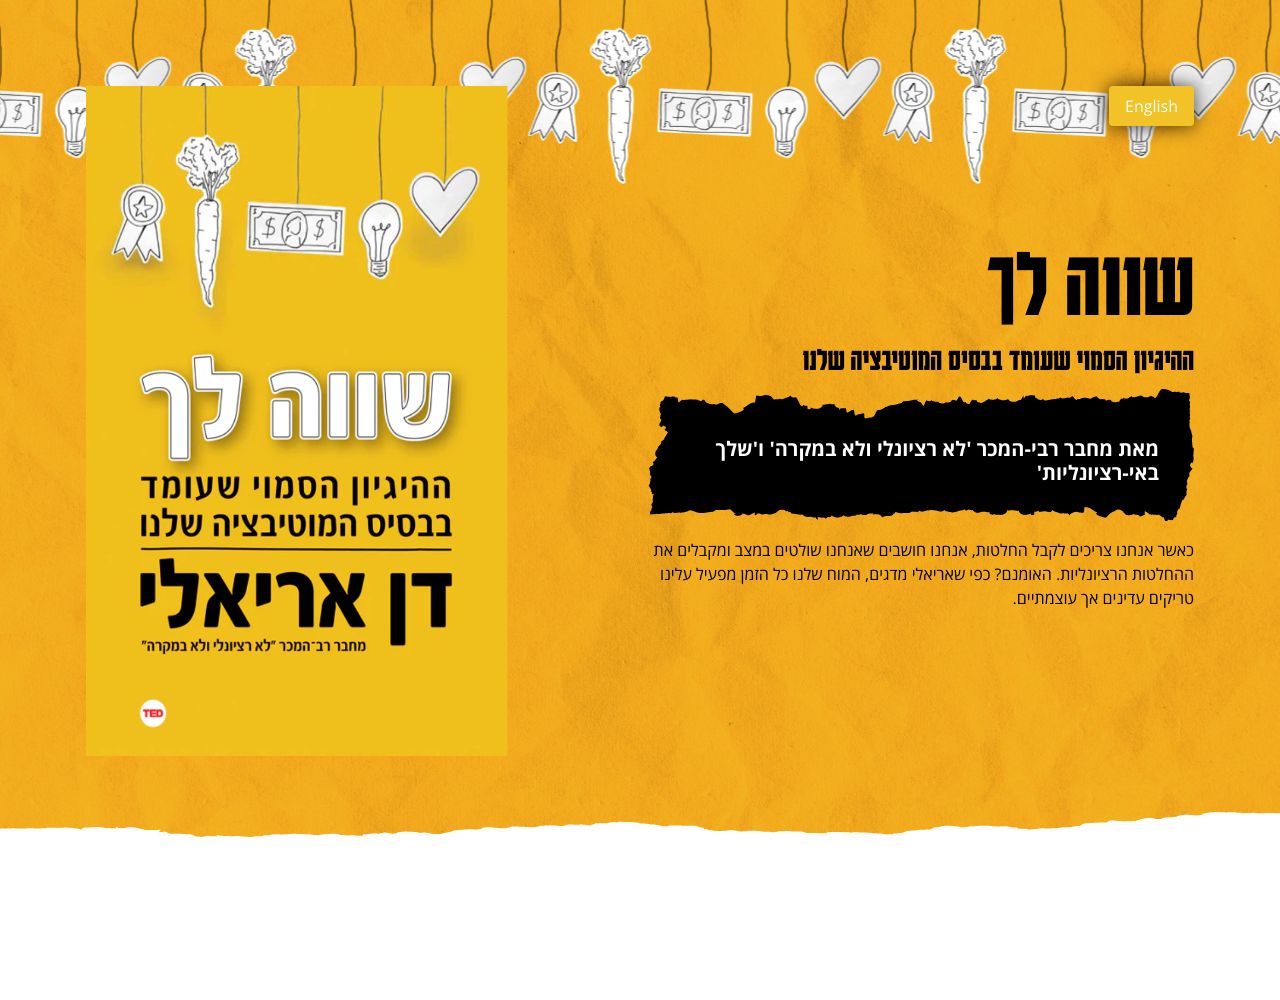 English
שווה לך
ההיגיון הסמוי שעומד בבסיס המוטיבציה שלנו
מאת מחבר רבי-המכר 'לא רציונלי ולא במקרה' ו'שלך
באי-רציונליות'
כאשר אנחנו צריכים לקבל החלטות, אנחנו חושבים שאנחנו שולטים במצב ומקבלים את
ההחלטות הרציונליות. האומנם? כפי שאריאלי מדגים, המוח שלנו כל הזמן מפעיל עלינו
טריקים עדינים אך עוצמתיים.
שווה לך
ההיגיון הסמוי שעומד
בבסיס המוטיבציה שלנו
דן אריאלי
מחבר רב־המכר "לא רציונלי ולא במקרה"
TED